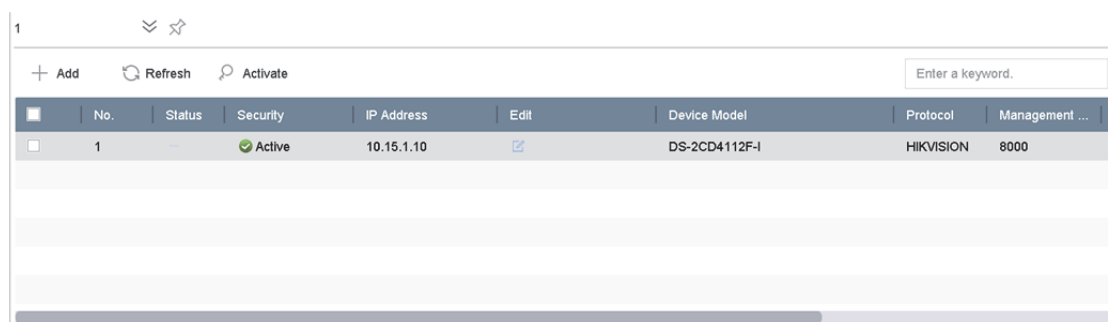 1
Add Refresh Activate Enter a keyword.
No. Status Security IP Address Edit Device Model Protocol Management ...
1 -- Active 10.15.1.10 DS-2CD4112F-I HIKVISION 8000